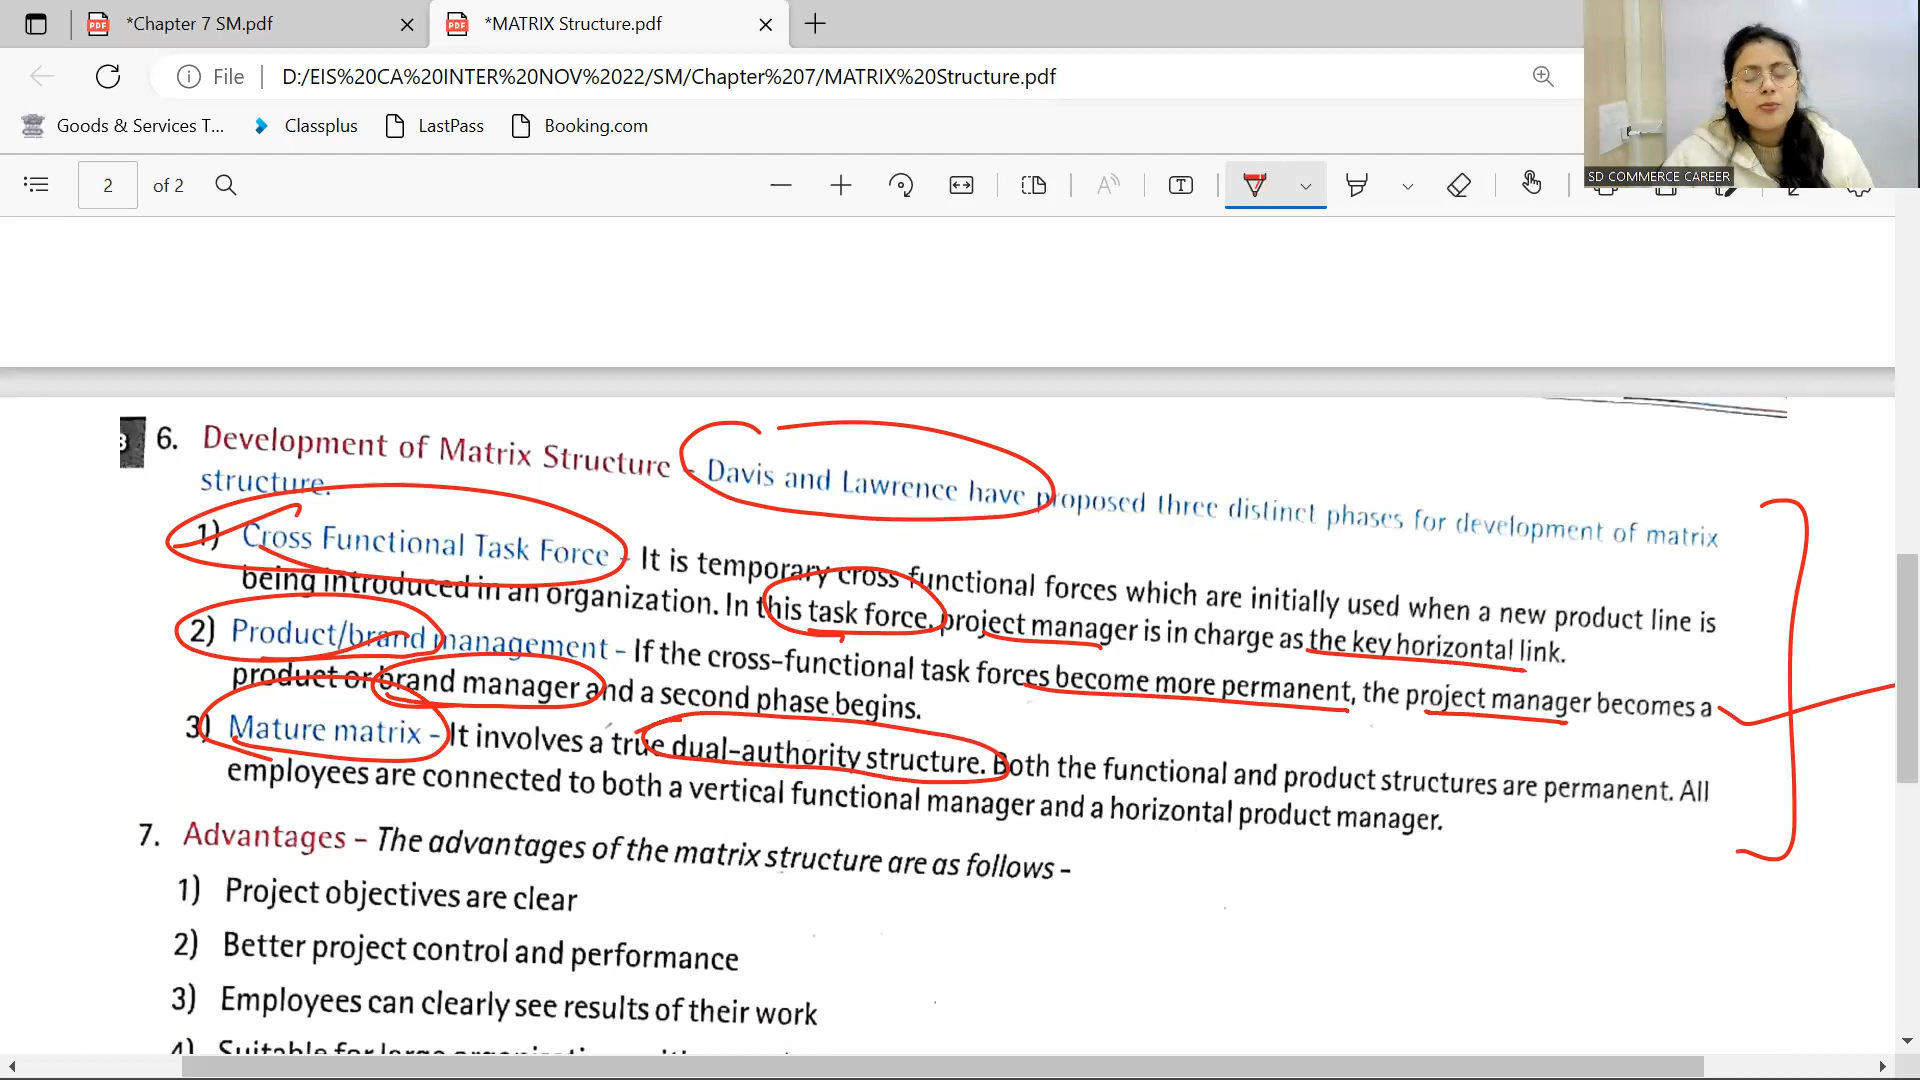 *Chapter 7 SM.pdf
*MATRIX Structure.pdf
File
D:/EIS%20CA%20INTER%20NOV%2022/SM/Chapter%207/MATRIX%20Structure.pdf
Goods & Services T...
Classplus
LastPass
Booking.com
SD COMMERCE CAREER
2 of 2
6. Development of Matrix Structure - Davis and Lawrence have proposed three distinct phases for development of matrix
structure.
1) Cross Functional Task Force - It is temporary cross functional forces which are initially used when a new product line is
being introduced in an organization. In this task force, project manager is in charge as the key horizontal link.
2) Product/brand management - If the cross-functional task forces become more permanent, the project manager becomes a
product or brand manager and a second phase begins.
3) Mature matrix - It involves a true dual-authority structure. Both the functional and product structures are permanent. All
employees are connected to both a vertical functional manager and a horizontal product manager.
7. Advantages - The advantages of the matrix structure are as follows -
1) Project objectives are clear
2) Better project control and performance
3) Employees can clearly see results of their work
4) Suitable for large